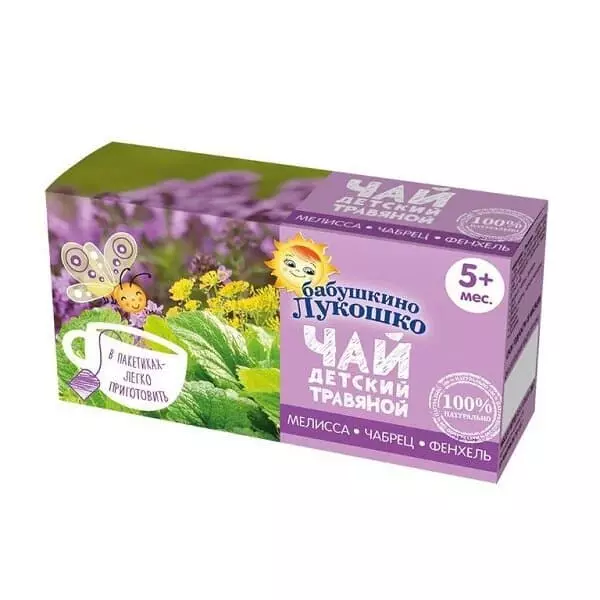 ЧАЙ
ДЕТСКИЙ
ТРАВЯНОЙ
МЕЛИССА • ЧАБРЕЦ • ФЕНХЕЛЬ
100%
НАТУРАЛЬНО
5+
мес.
бабушкино
Лукошко
ЧАЙ
ДЕТСКИЙ
ТРАВЯНОЙ
100%
НАТУРАЛЬНО
МЕЛИССА • ЧАБРЕЦ • ФЕНХЕЛЬ
В ПАКЕТИКАХ-
ЛЕГКО
ПРИГОТОВИТЬ